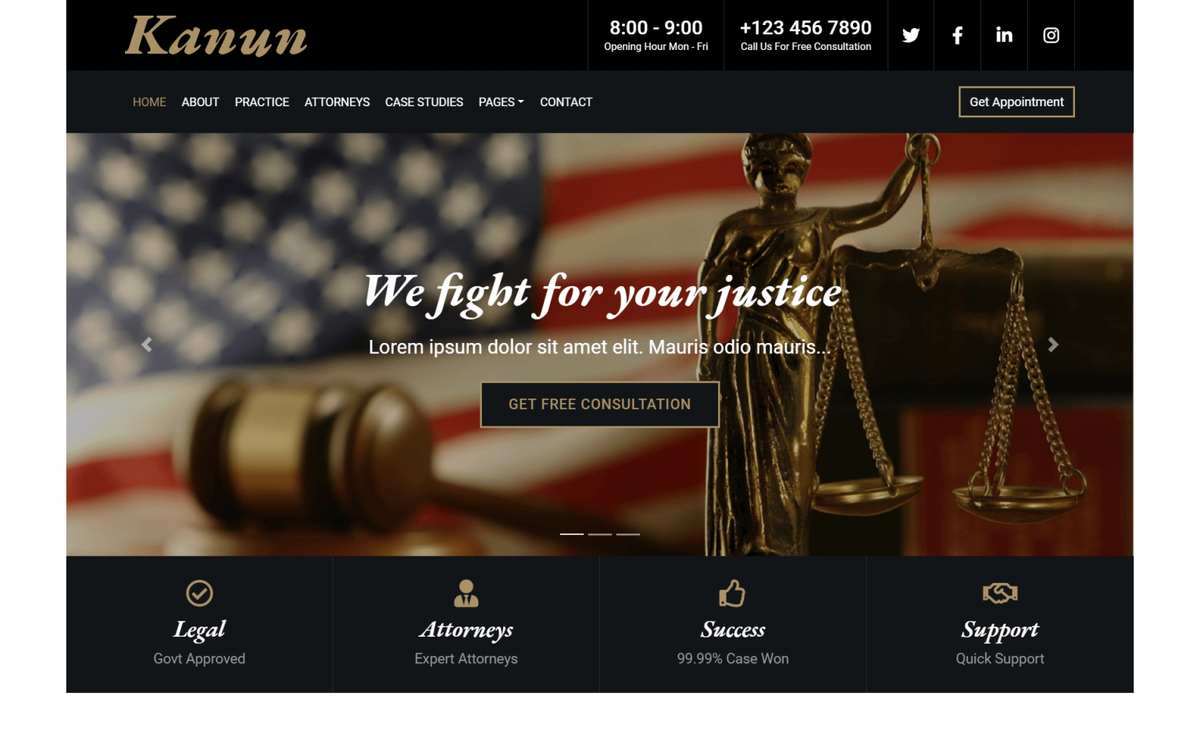 Kanun
8:00 - 9:00
Opening Hour Mon - Fri
+123 456 7890
Call Us For Free Consultation
HOME ABOUT PRACTICE ATTORNEYS CASE STUDIES PAGES CONTACT
Get Appointment
We fight for your justice
Lorem ipsum dolor sit amet elit. Mauris odio mauris...
GET FREE CONSULTATION
Legal
Govt Approved
Attorneys
Expert Attorneys
Success
99.99% Case Won
Support
Quick Support